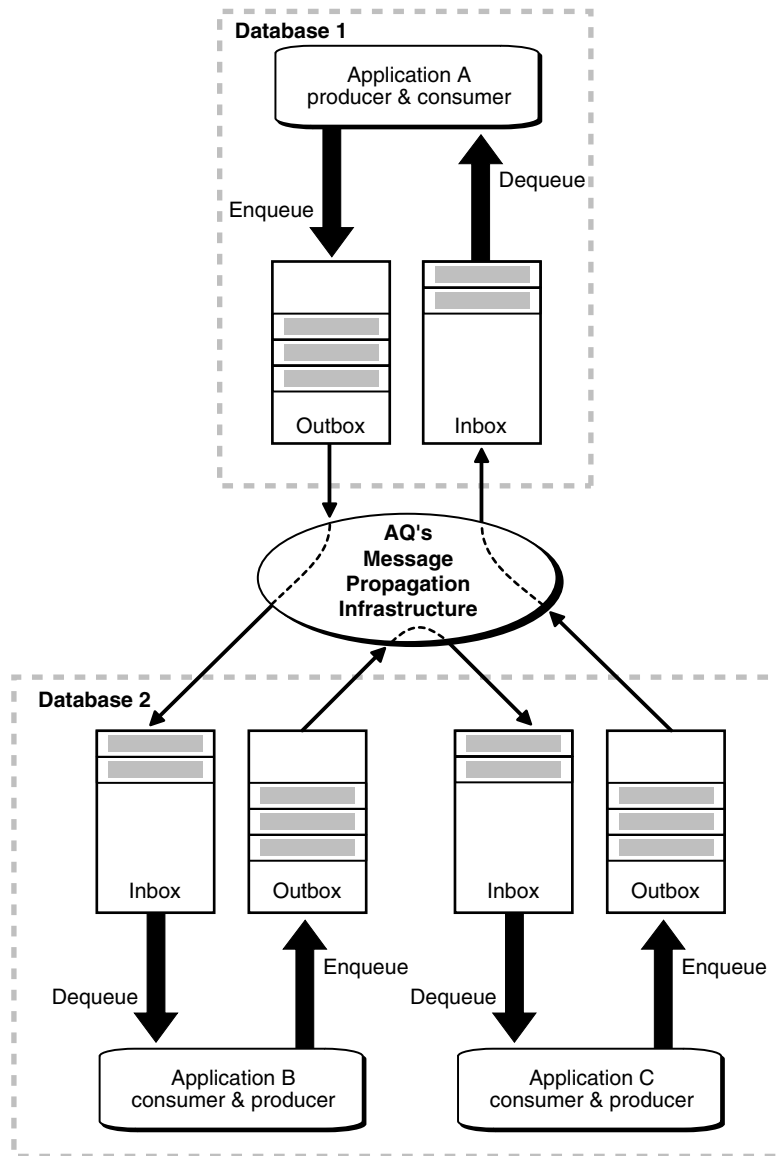 Database 1
Application A
producer & consumer
Dequeue
Enqueue
Outbox
Inbox
AQ's
Message
Propagation
Infrastructure
Database 2
Inbox
Outbox
Inbox
Outbox
Dequeue
Enqueue
Dequeue
Enqueue
Application B
consumer & producer
Application C
consumer & producer